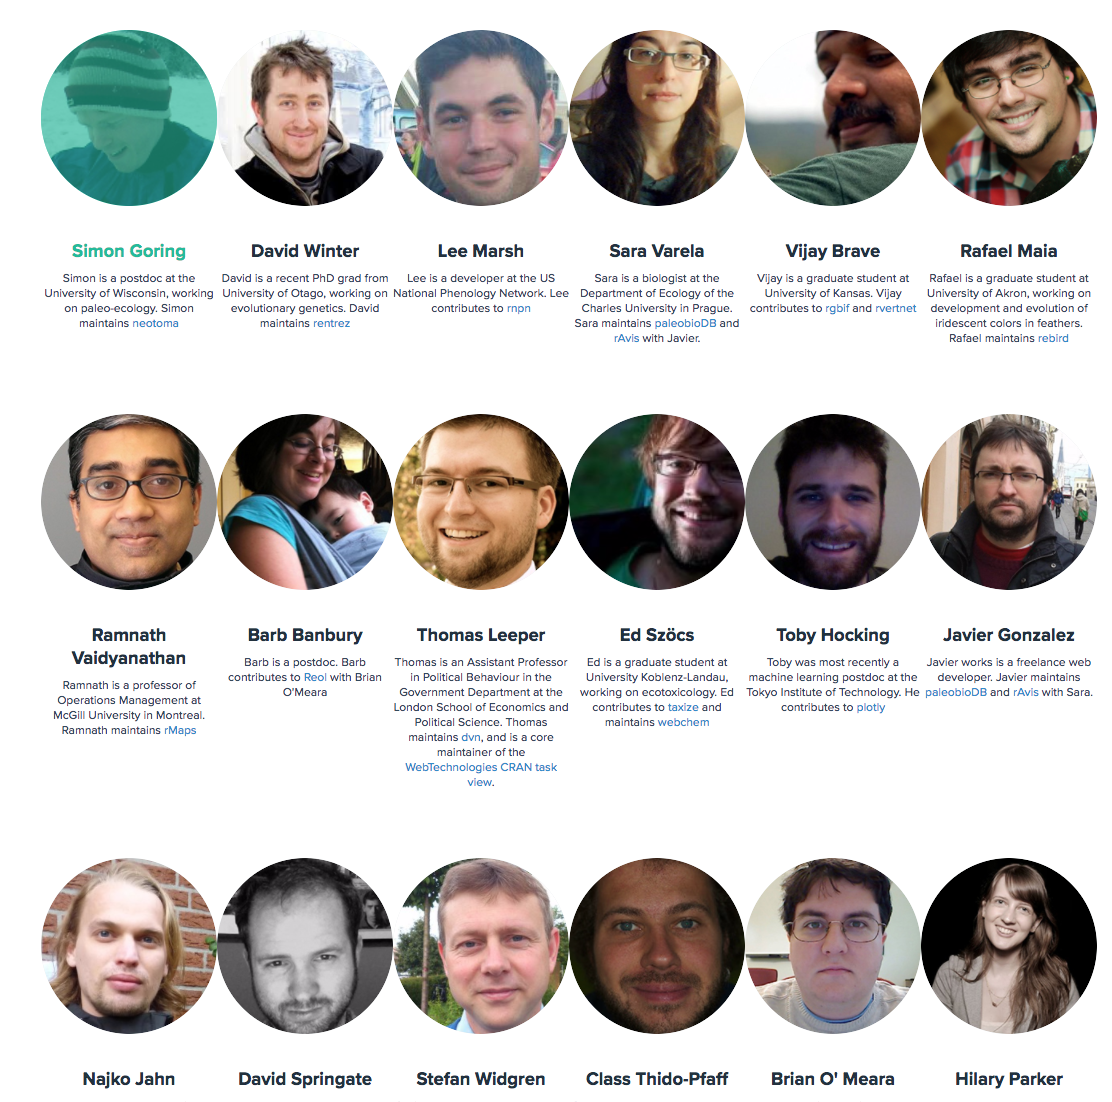 Simon Goring
Simon is a postdoc at the
University of Wisconsin, working
on paleo-ecology. Simon
maintains neotoma
David Winter
David is a recent PhD grad from
University of Otago, working on
evolutionary genetics. David
maintains rentrez
Lee Marsh
Lee is a developer at the US
National Phenology Network. Lee
contributes to rnpn
Sara Varela
Sara is a biologist at the
Department of Ecology of the
Charles University in Prague.
Sara maintains paleobioDB and
rAvis with Javier.
Vijay Brave
Vijay is a graduate student at
University of Kansas. Vijay
contributes to rgbif and rvertnet
Rafael Maia
Rafael is a graduate student at
University of Akron, working on
development and evolution of
iridescent colors in feathers.
Rafael maintains rebird
Ramnath
Vaidyanathan
Ramnath is a professor of
Operations Management at
McGill University in Montreal.
Ramnath maintains rMaps
Barb Banbury
Barb is a postdoc. Barb
contributes to Reol with Brian
O'Meara
Thomas Leeper
Thomas is an Assistant Professor
in Political Behaviour in the
Government Department at the
London School of Economics and
Political Science. Thomas
maintains dvn, and is a core
maintainer of the
WebTechnologies CRAN task
view.
Ed Szöcs
Ed is a graduate student at
University Koblenz-Landau,
working on ecotoxicology. Ed
contributes to taxize and
maintains webchem
Toby Hocking
Toby was most recently a
machine learning postdoc at the
Tokyo Institute of Technology. He
contributes to plotly
Javier Gonzalez
Javier works is a freelance web
developer. Javier maintains
paleobioDB and rAvis with Sara.
Najko Jahn
David Springate
Stefan Widgren
Class Thido-Pfaff
Brian O' Meara
Hilary Parker